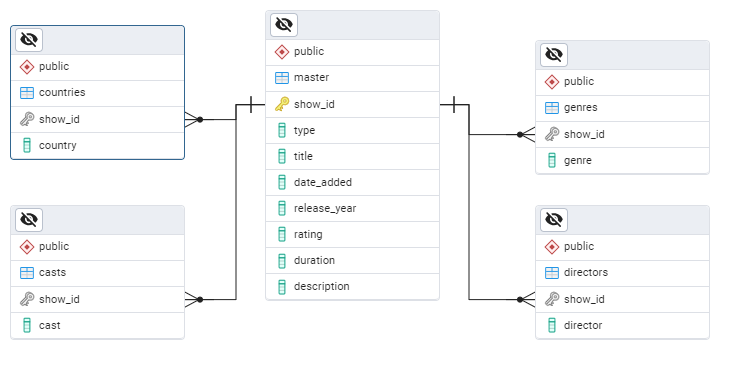 public
countries
show_id
country
public
casts
show_id
cast
public
master
show_id
type
title
date_added
release_year
rating
duration
description
public
genres
show_id
genre
public
directors
show_id
director